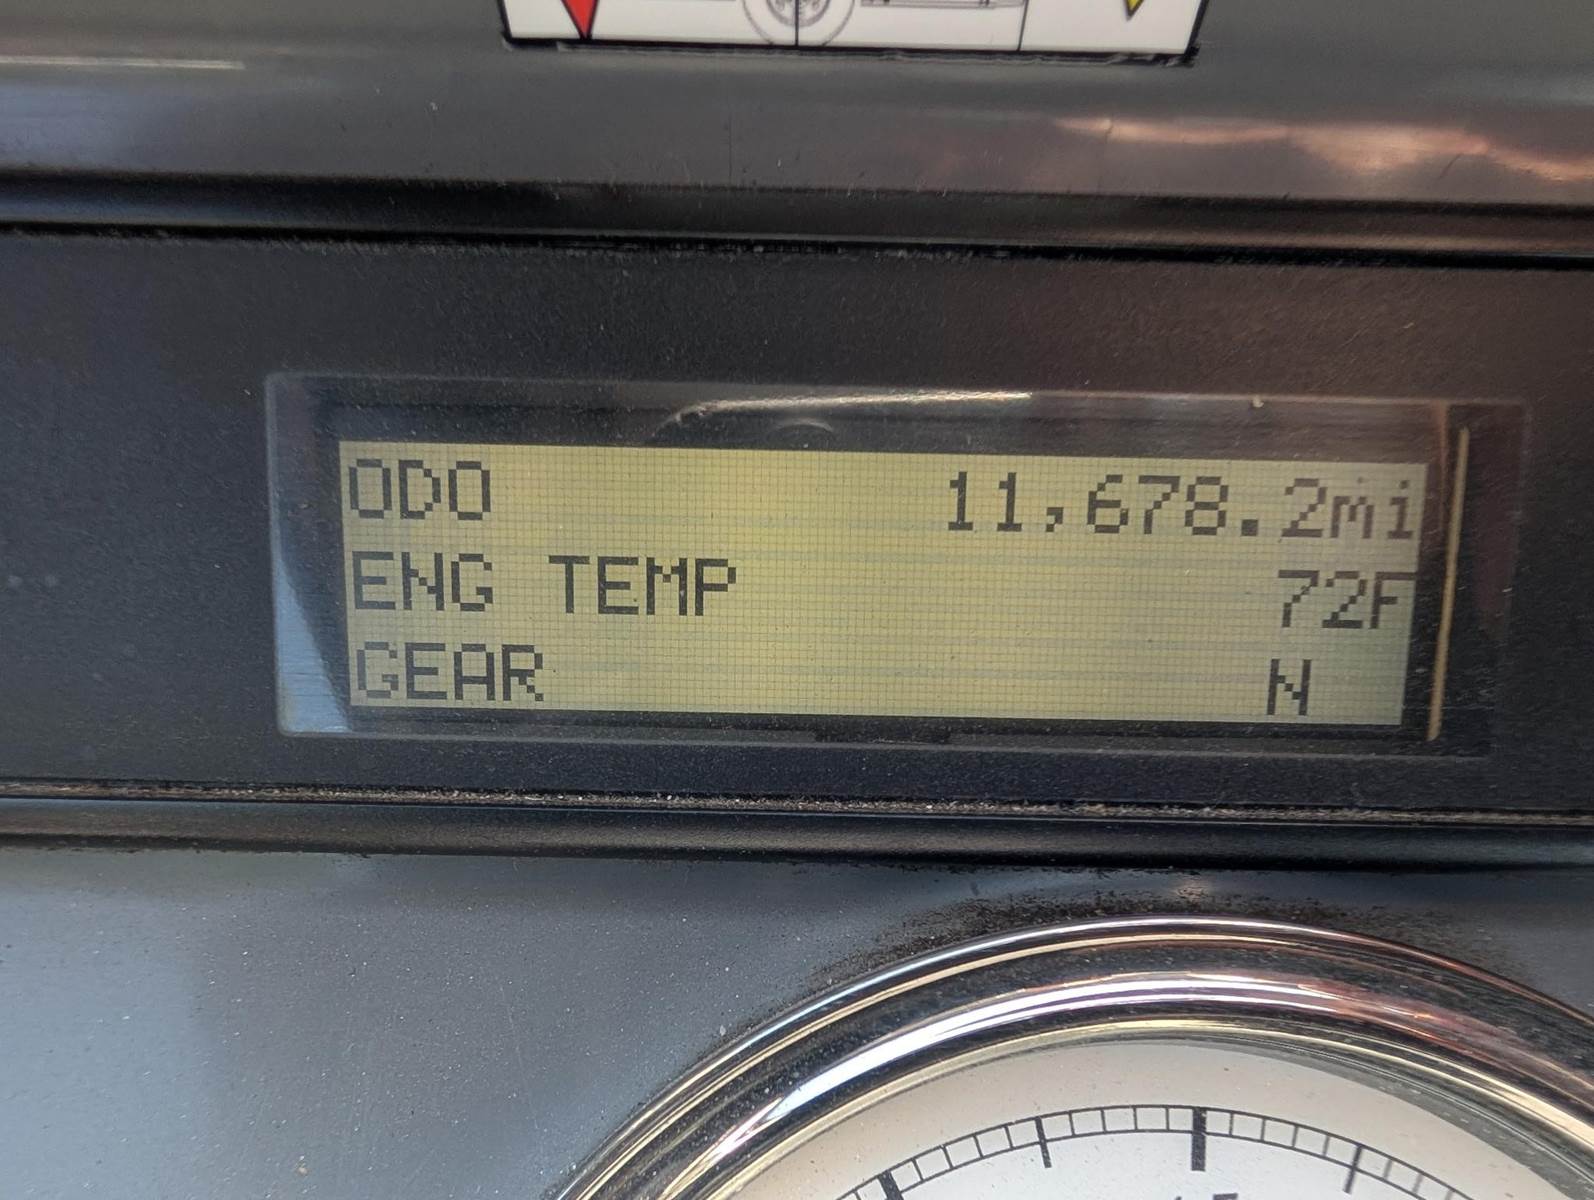 ODO 11,678.2mi
ENG TEMP 72F
GEAR N